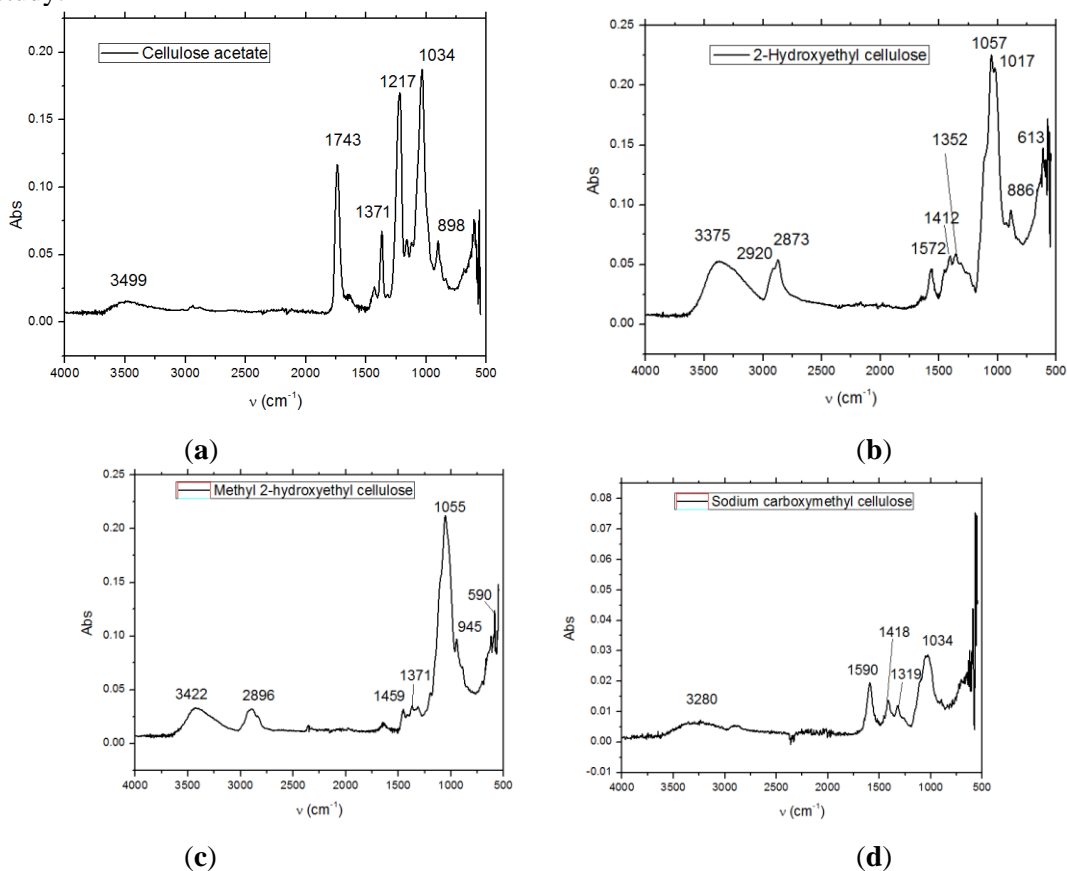 Cellulose acetate
1034
1217
1743
1371
898
3499
0.20
0.15
0.10
0.05
0.00
Abs
4000 3500 3000 2500 2000 1500 1000 500
ν (cm⁻¹)
(a)
2-Hydroxyethyl cellulose
1057
1017
1352
613
886
1412
1572
3375
2920
2873
0.25
0.20
0.15
0.10
0.05
0.00
Abs
4000 3500 3000 2500 2000 1500 1000 500
ν (cm⁻¹)
(b)
Methyl 2-hydroxyethyl cellulose
1055
590
945
1371
1459
3422
2896
0.25
0.20
0.15
0.10
0.05
0.00
Abs
4000 3500 3000 2500 2000 1500 1000 500
ν (cm⁻¹)
(c)
Sodium carboxymethyl cellulose
1418
1034
1590
1319
3280
0.08
0.07
0.06
0.05
0.04
0.03
0.02
0.01
0.00
-0.01
Abs
4000 3500 3000 2500 2000 1500 1000 500
ν (cm⁻¹)
(d)